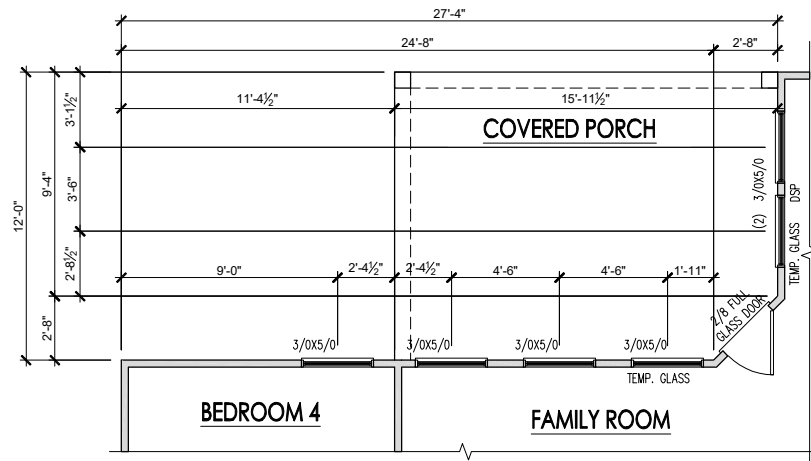 27'-4"
24'-8"
2'-8"
11'-4½"
15'-11½"
COVERED PORCH
3'-1½"
9'-4"
12'-0"
3'-6"
2'-8½"
2'-8"
(2) 3/0X5/0
TEMP. GLASS DSP
9'-0"
2'-4½"
2'-4½"
4'-6"
4'-6"
1'-11"
2/8 FULL
GLASS DOOR
3/0X5/0
3/0X5/0
3/0X5/0
3/0X5/0
TEMP. GLASS
BEDROOM 4
FAMILY ROOM